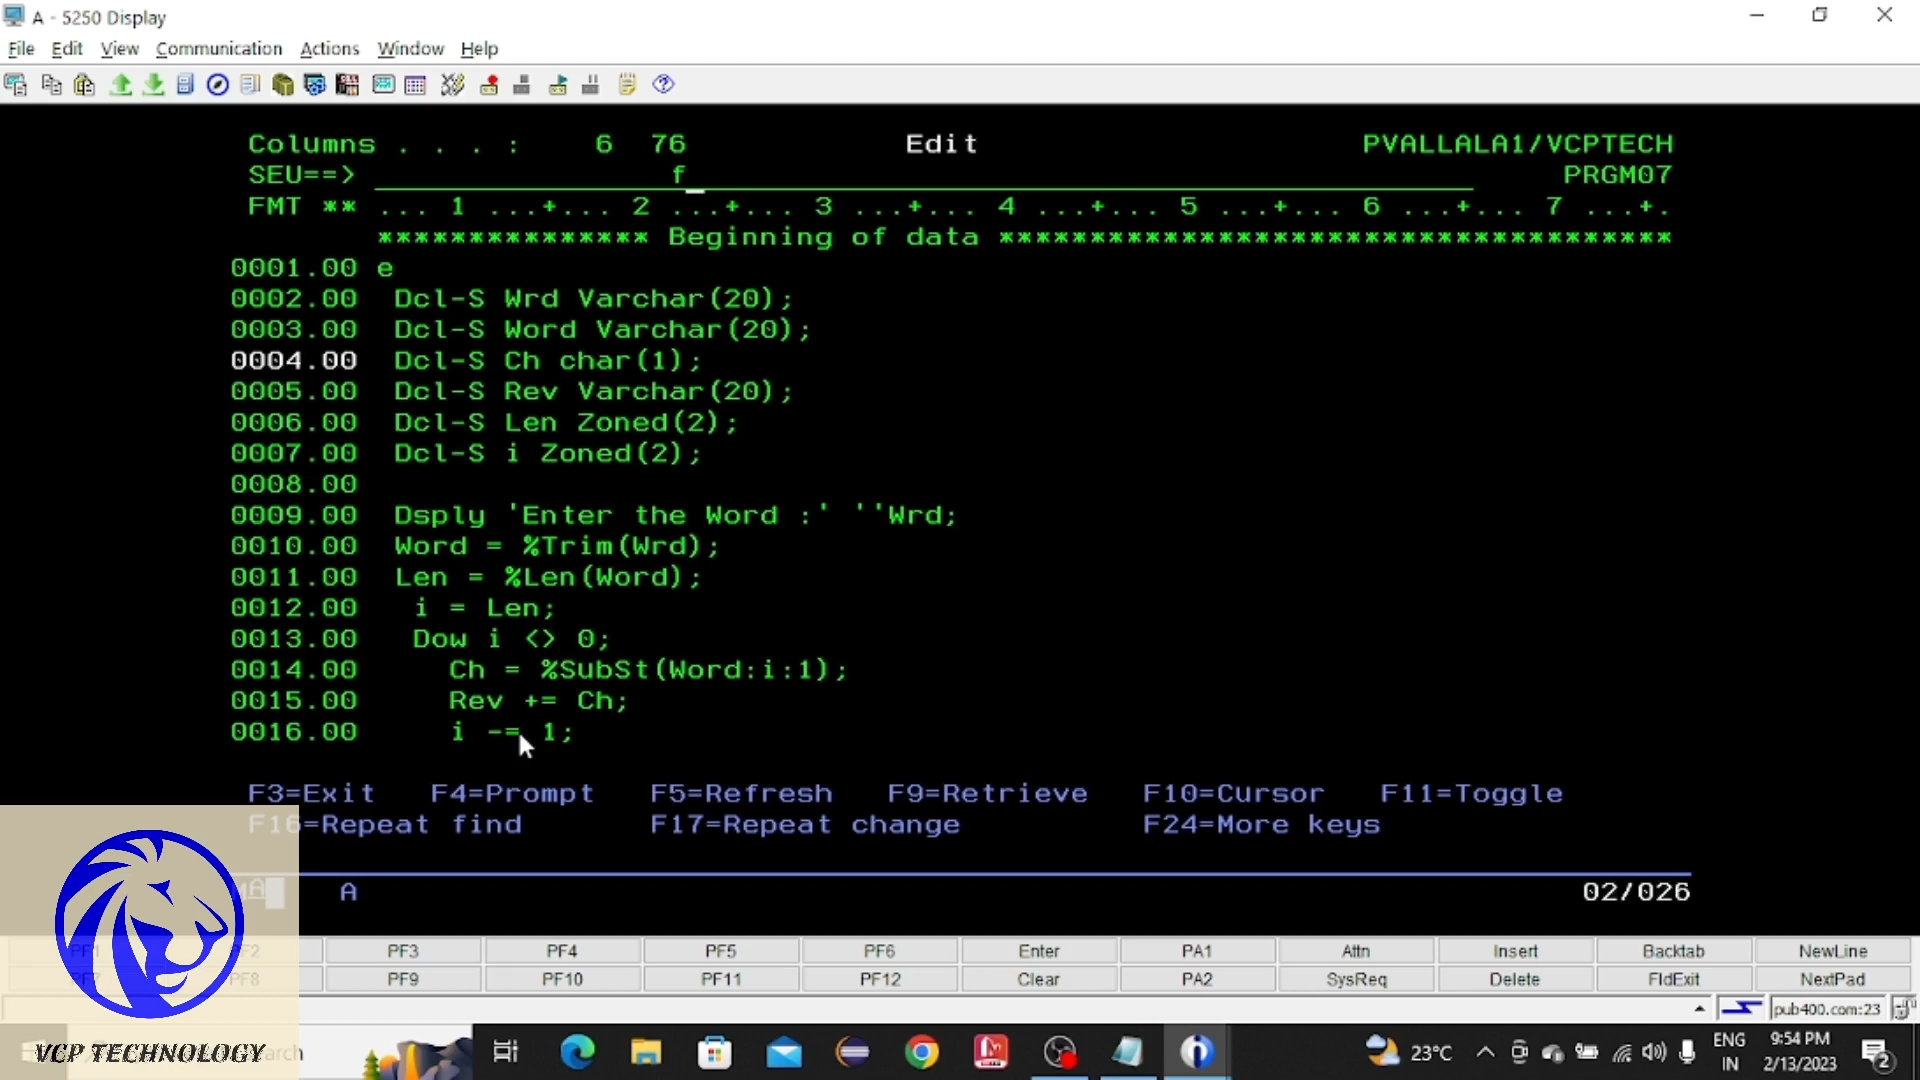 A - 5250 Display
File Edit View Communication Actions Window Help
Columns . . . : 6 76 Edit PVALLALA1/VCPTECH
SEU==> f PRGM07
FMT ** ... 1 ...+... 2 ...+... 3 ...+... 4 ...+... 5 ...+... 6 ...+... 7 ...+.
*************** Beginning of data *************************************
0001.00 e
0002.00 Dcl-S Wrd Varchar(20);
0003.00 Dcl-S Word Varchar(20);
0004.00 Dcl-S Ch char(1);
0005.00 Dcl-S Rev Varchar(20);
0006.00 Dcl-S Len Zoned(2);
0007.00 Dcl-S i Zoned(2);
0008.00
0009.00 Dsply 'Enter the Word :' ''Wrd;
0010.00 Word = %Trim(Wrd);
0011.00 Len = %Len(Word);
0012.00 i = Len;
0013.00 Dow i <> 0;
0014.00 Ch = %SubSt(Word:i:1);
0015.00 Rev += Ch;
0016.00 i -= 1;
F3=Exit F4=Prompt F5=Refresh F9=Retrieve F10=Cursor F11=Toggle
F16=Repeat find F17=Repeat change F24=More keys
MA A 02/026
PF1 PF2 PF3 PF4 PF5 PF6 Enter PA1 Attn Insert Backtab NewLine
PF7 PF8 PF9 PF10 PF11 PF12 Clear PA2 SysReq Delete FldExit NextPad
pub400.com:23
VCP TECHNOLOGY
23°C ENG IN 9:54 PM 2/13/2023 2